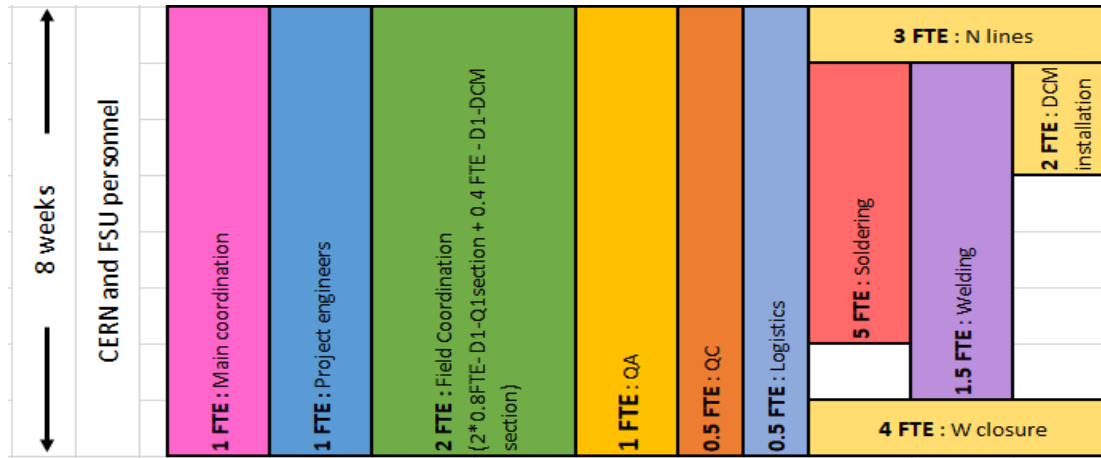 8 weeks
CERN and FSU personnel
1 FTE : Main coordination
1 FTE : Project engineers
2 FTE : Field Coordination
(2*0.8FTE- D1-Q1section + 0.4 FTE - D1-DCM
section)
1 FTE : QA
0.5 FTE : QC
0.5 FTE : Logistics
3 FTE : N lines
5 FTE : Soldering
1.5 FTE : Welding
2 FTE : DCM
installation
4 FTE : W closure